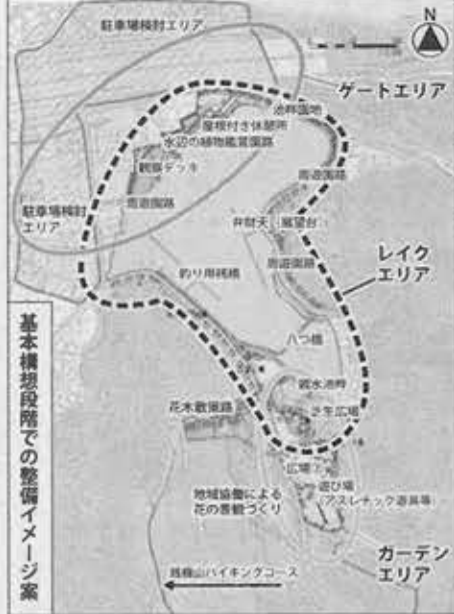 駐車場検討エリア
N
ゲートエリア
池畔園地
屋根付き休憩所
水辺の植物鑑賞園路
観察デッキ
周遊園路
周遊園路
駐車場検討
エリア
弁財天(展望台)
レイク
エリア
周遊園路
釣り用桟橋
八つ橋
親水池畔
芝生広場
花木散策路
広場
遊び場
(アスレチック遊具等)
地域協働による
花の景観づくり
ガーデン
エリア
ハイキングコース
基本構想段階での整備イメージ案